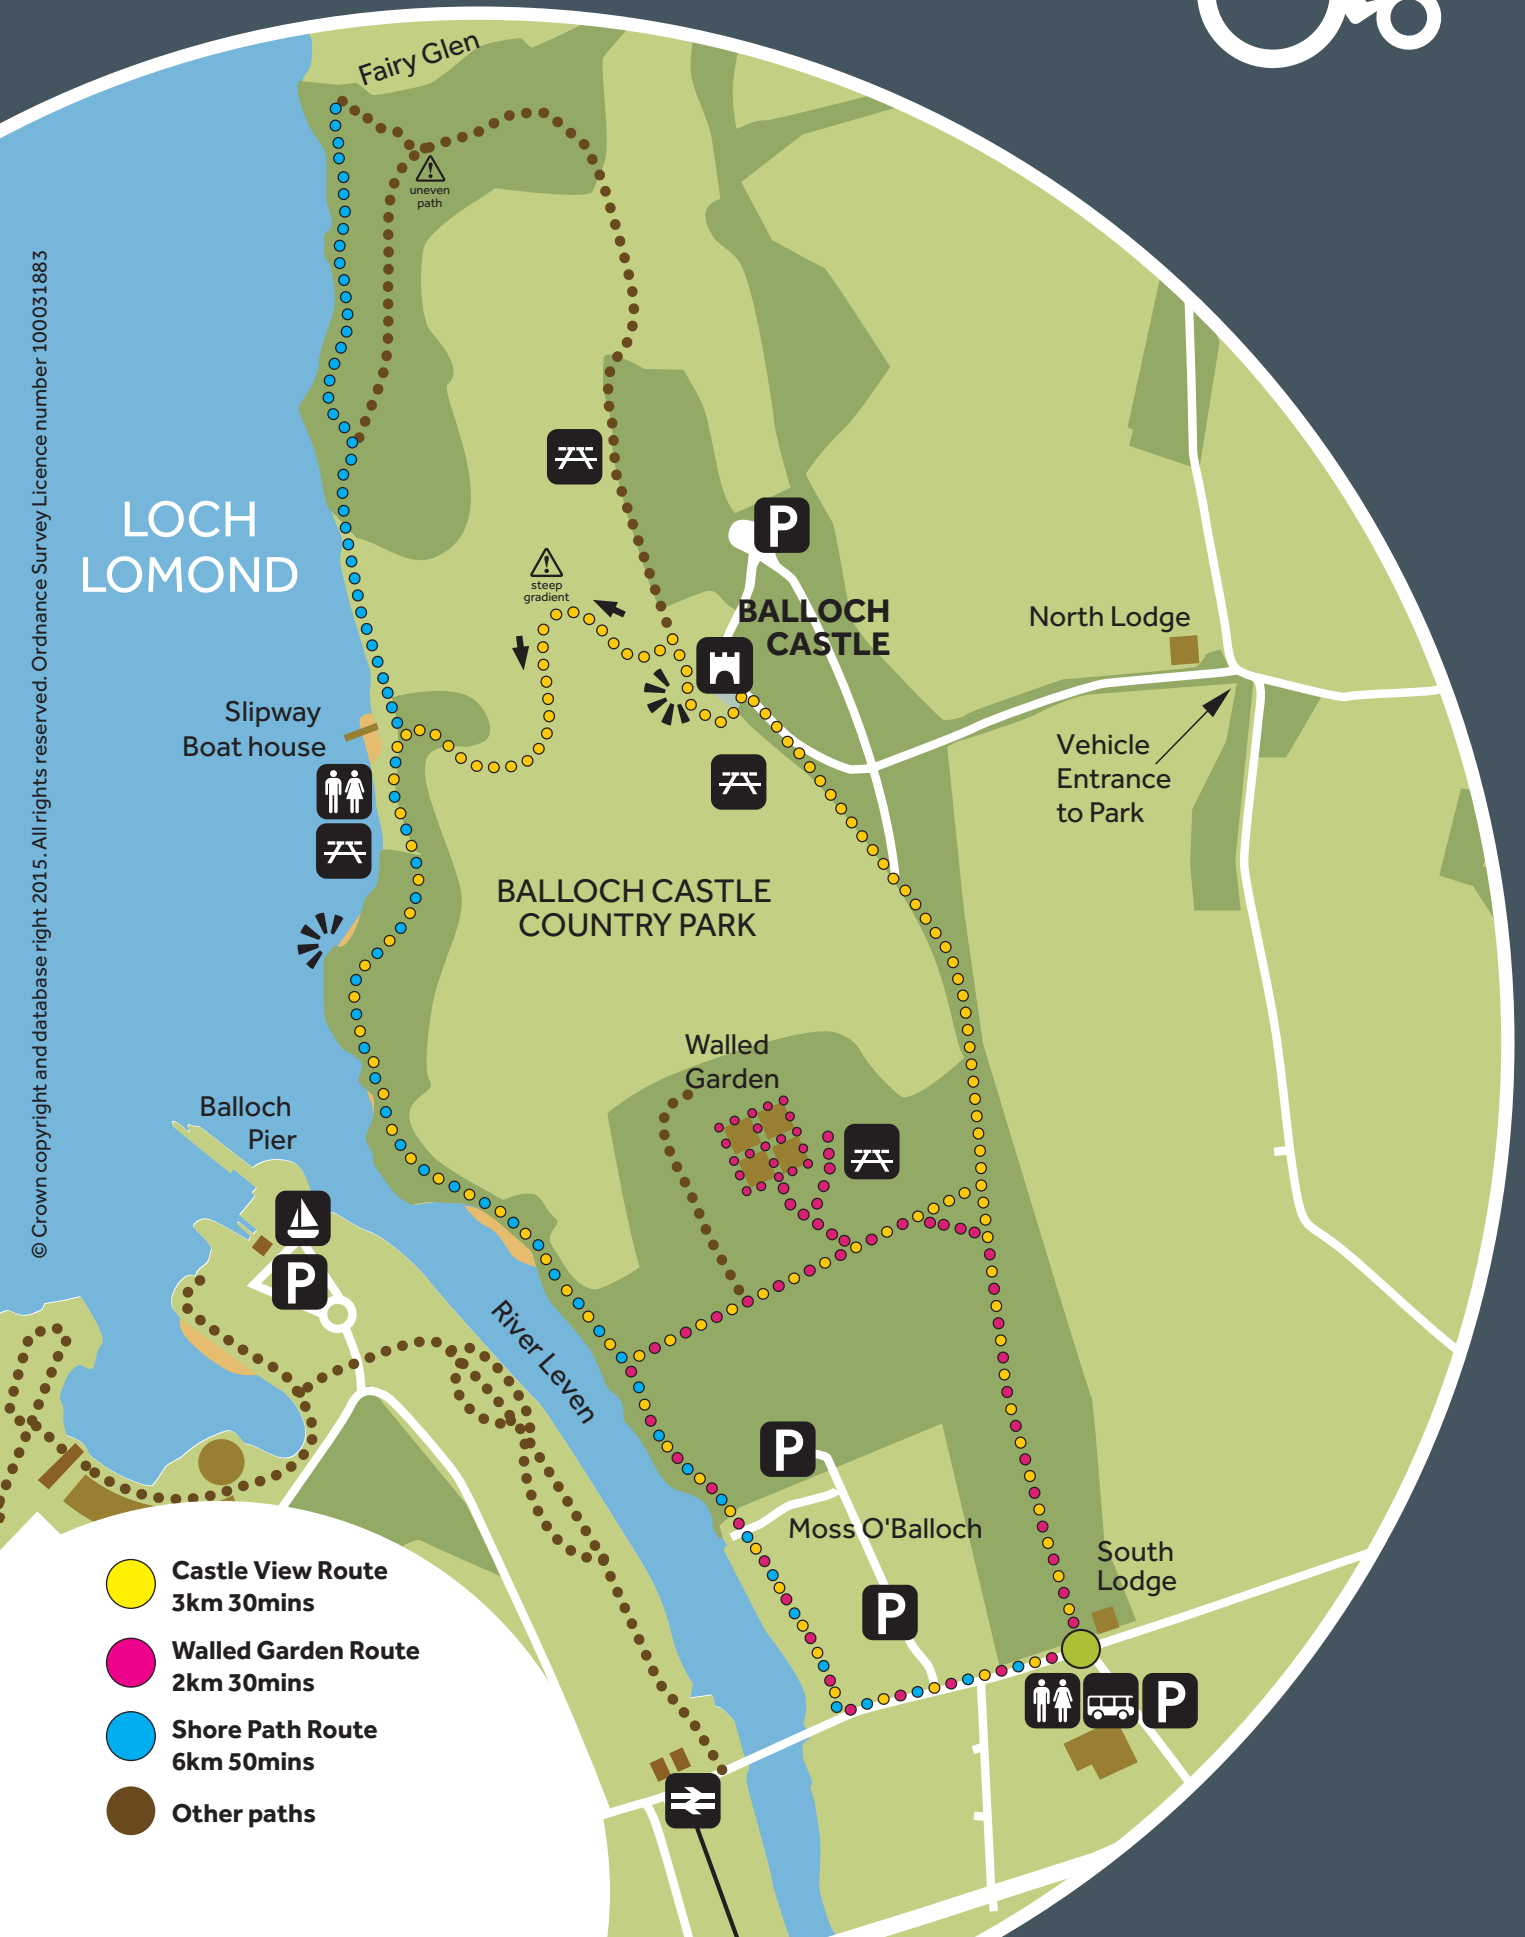 Fairy Glen
uneven
path
© Crown copyright and database right 2015. All rights reserved. Ordnance Survey Licence number 100031883
LOCH
LOMOND
P
steep
gradient
BALLOCH
CASTLE
North Lodge
Slipway
Boat house
Vehicle
Entrance
to Park
BALLOCH CASTLE
COUNTRY PARK
Walled
Garden
Balloch
Pier
P
River Leven
P
Moss O'Balloch
South
Lodge
P
P
Castle View Route
3km 30mins
Walled Garden Route
2km 30mins
Shore Path Route
6km 50mins
Other paths